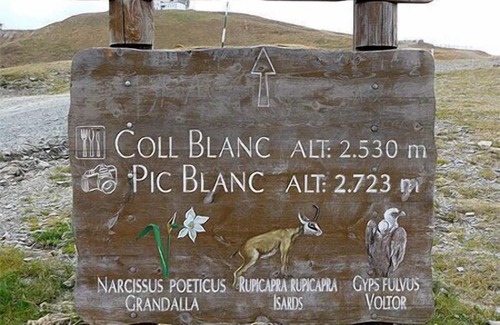 COLL BLANC ALT: 2.530 m
PIC BLANC ALT: 2.723 m
NARCISSUS POETICUS
GRANDALLA
RUPICAPRA RUPICAPRA
ISARDS
GYPS FULVUS
VOLTOR